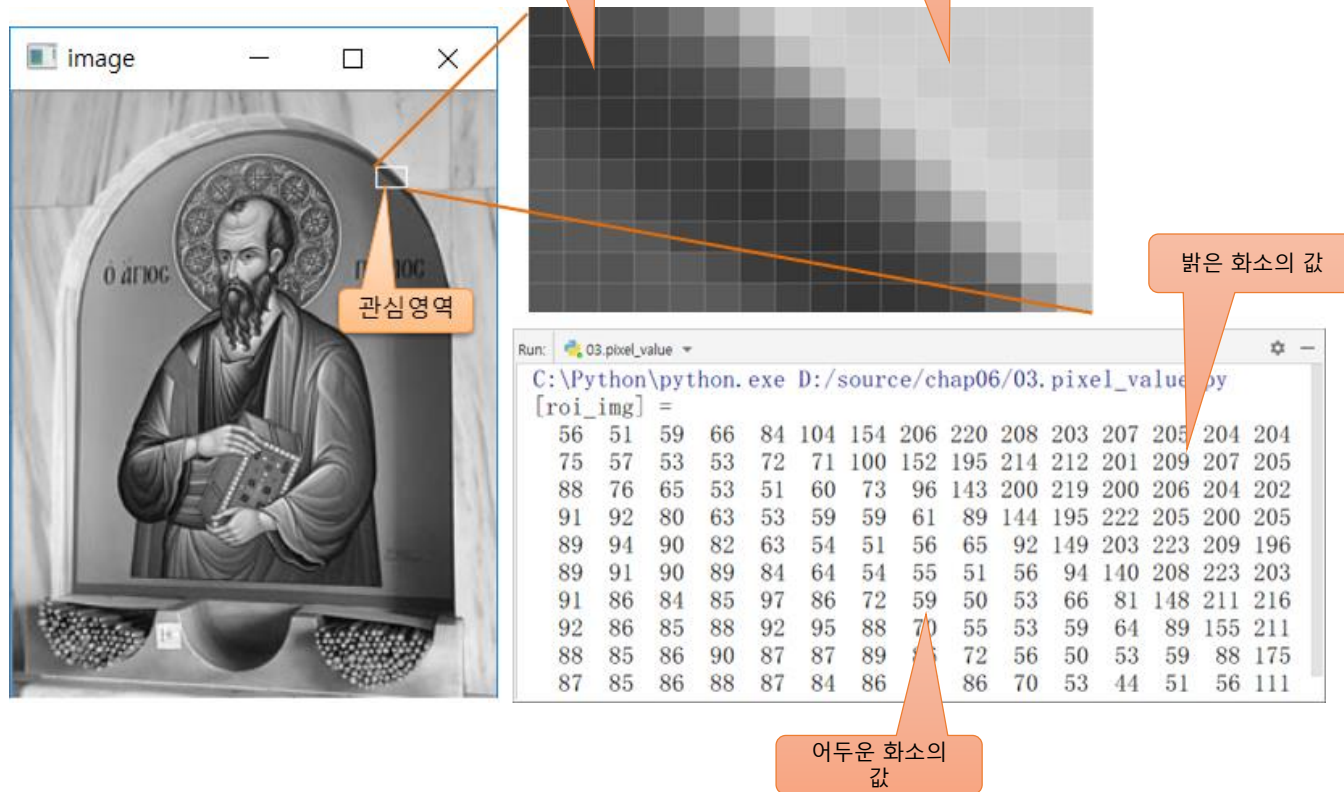 image
ὁ ἅΓΙΟC
관심영역
밝은 화소의 값
Run: 03.pixel_value
C:\Python\python.exe D:/source/chap06/03.pixel_value.py
[roi_img] =
56 51 59 66 84 104 154 206 220 208 203 207 205 204 204
75 57 53 53 72 71 100 152 195 214 212 201 209 207 205
88 76 65 53 51 60 73 96 143 200 219 200 206 204 202
91 92 80 63 53 59 59 61 89 144 195 222 205 200 205
89 94 90 82 63 54 51 56 65 92 149 203 223 209 196
89 91 90 89 84 64 54 55 51 56 94 140 208 223 203
91 86 84 85 97 86 72 59 50 53 66 81 148 211 216
92 86 85 88 92 95 88 55 53 59 64 89 155 211
88 85 86 90 87 87 89 72 56 50 53 59 88 175
87 85 86 88 87 84 86 86 70 53 44 51 56 111
어두운 화소의
값